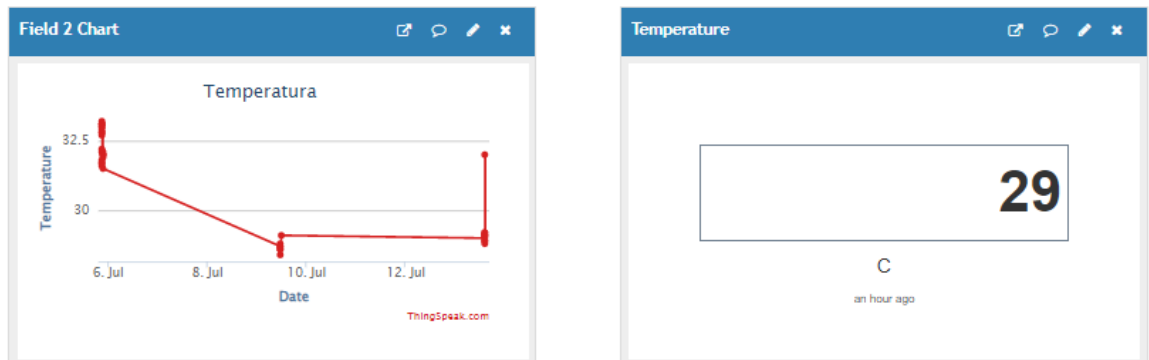 Field 2 Chart
Temperatura
Temperature
32.5
30
6. Jul
8. Jul
10. Jul
12. Jul
Date
ThingSpeak.com
Temperature
29
C
an hour ago